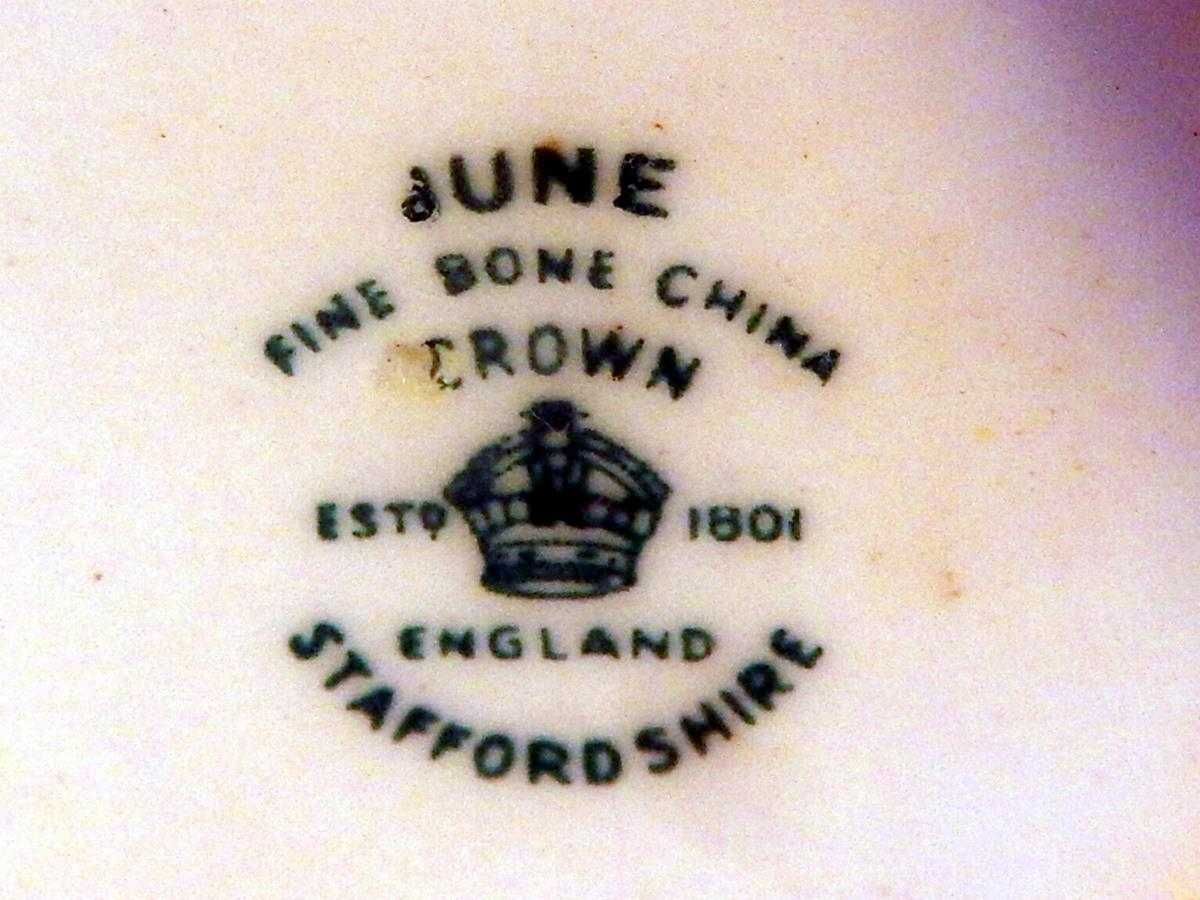 JUNE
FINE BONE CHINA
CROWN
ESTD 1801
ENGLAND
STAFFORDSHIRE